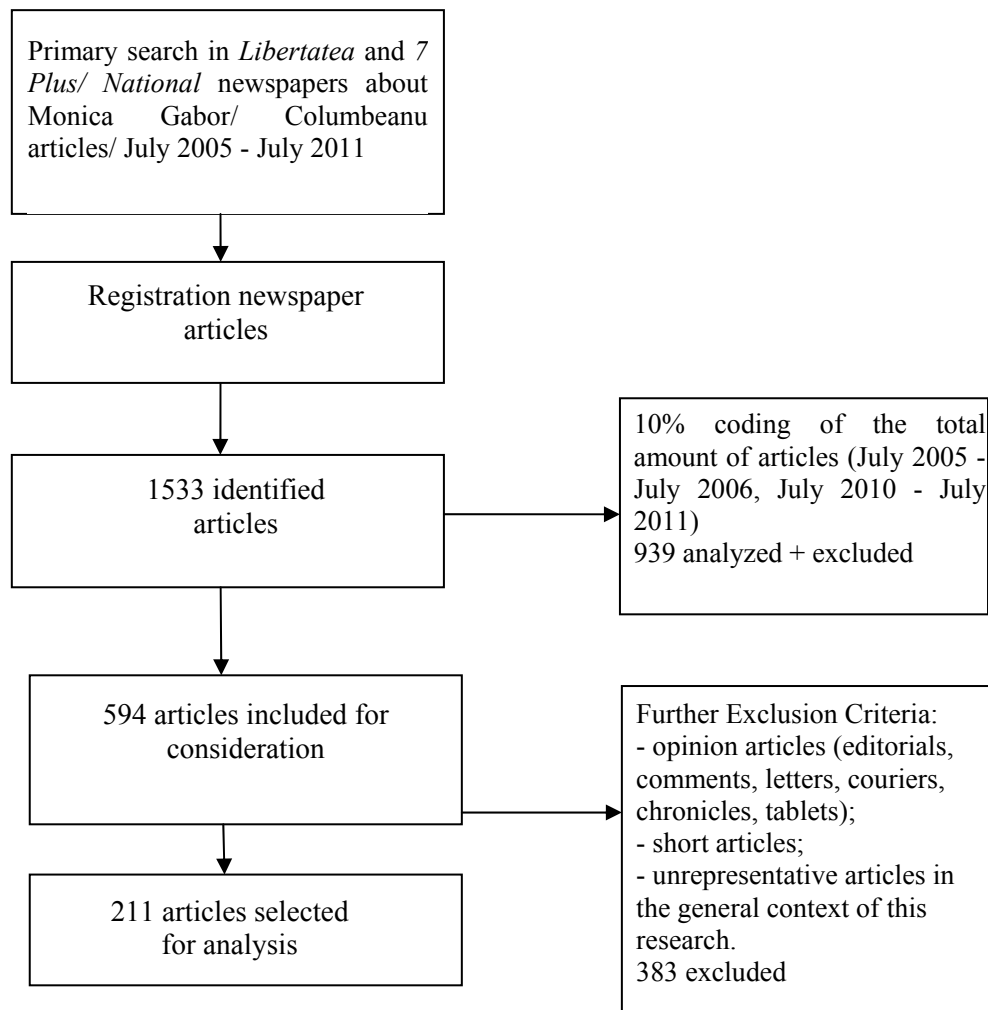 Primary search in Libertatea and 7
Plus/ National newspapers about
Monica Gabor/ Columbeanu
articles/ July 2005 - July 2011
Registration newspaper
articles
1533 identified
articles
10% coding of the total
amount of articles (July 2005 -
July 2006, July 2010 - July
2011)
939 analyzed + excluded
594 articles included for
consideration
Further Exclusion Criteria:
- opinion articles (editorials,
comments, letters, couriers,
chronicles, tablets);
- short articles;
- unrepresentative articles in
the general context of this
research.
383 excluded
211 articles selected
for analysis